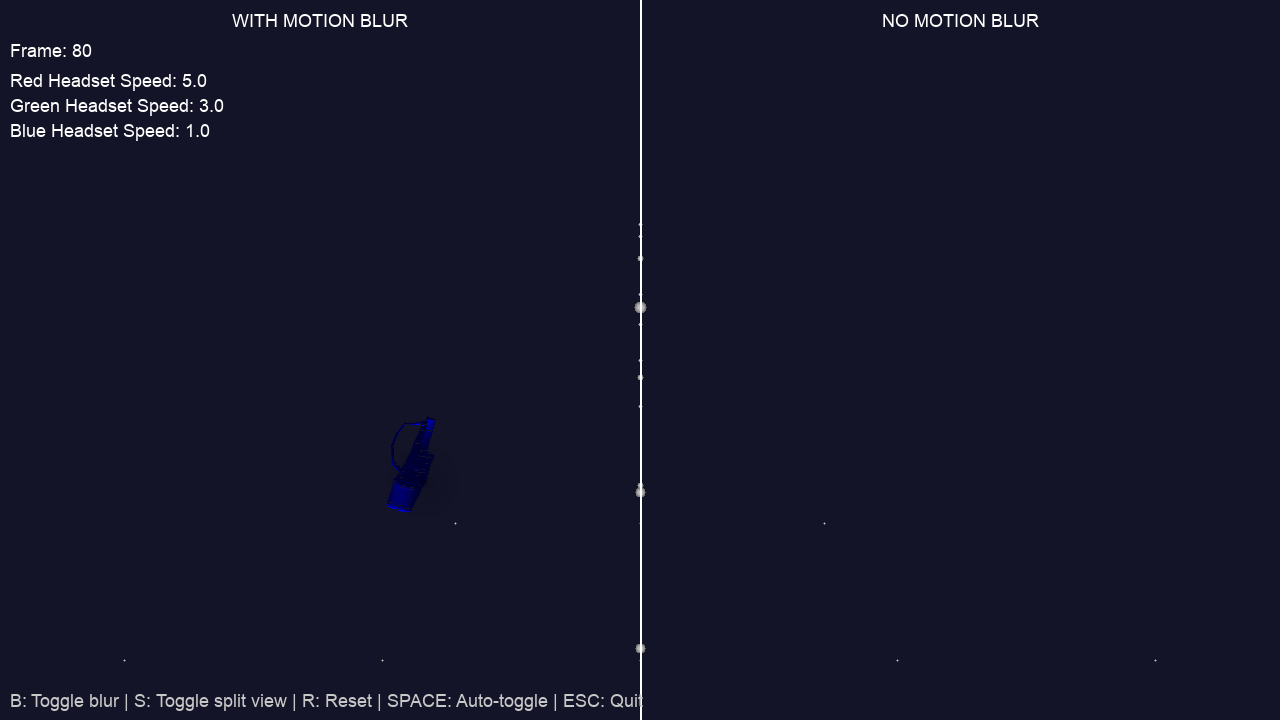 WITH MOTION BLUR
NO MOTION BLUR
Frame: 80
Red Headset Speed: 5.0
Green Headset Speed: 3.0
Blue Headset Speed: 1.0
B: Toggle blur | S: Toggle split view | R: Reset | SPACE: Auto-toggle | ESC: Quit